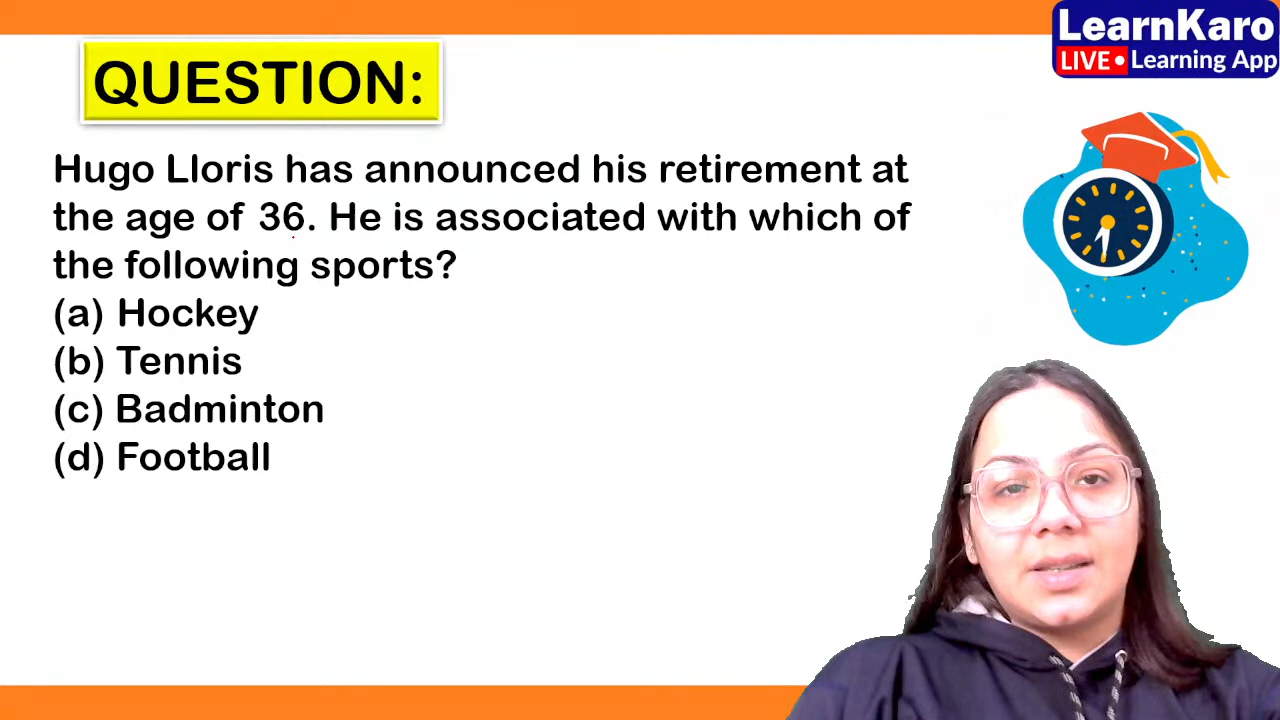 LearnKaro
LIVE • Learning App
QUESTION:
Hugo Lloris has announced his retirement at
the age of 36. He is associated with which of
the following sports?
(a) Hockey
(b) Tennis
(c) Badminton
(d) Football